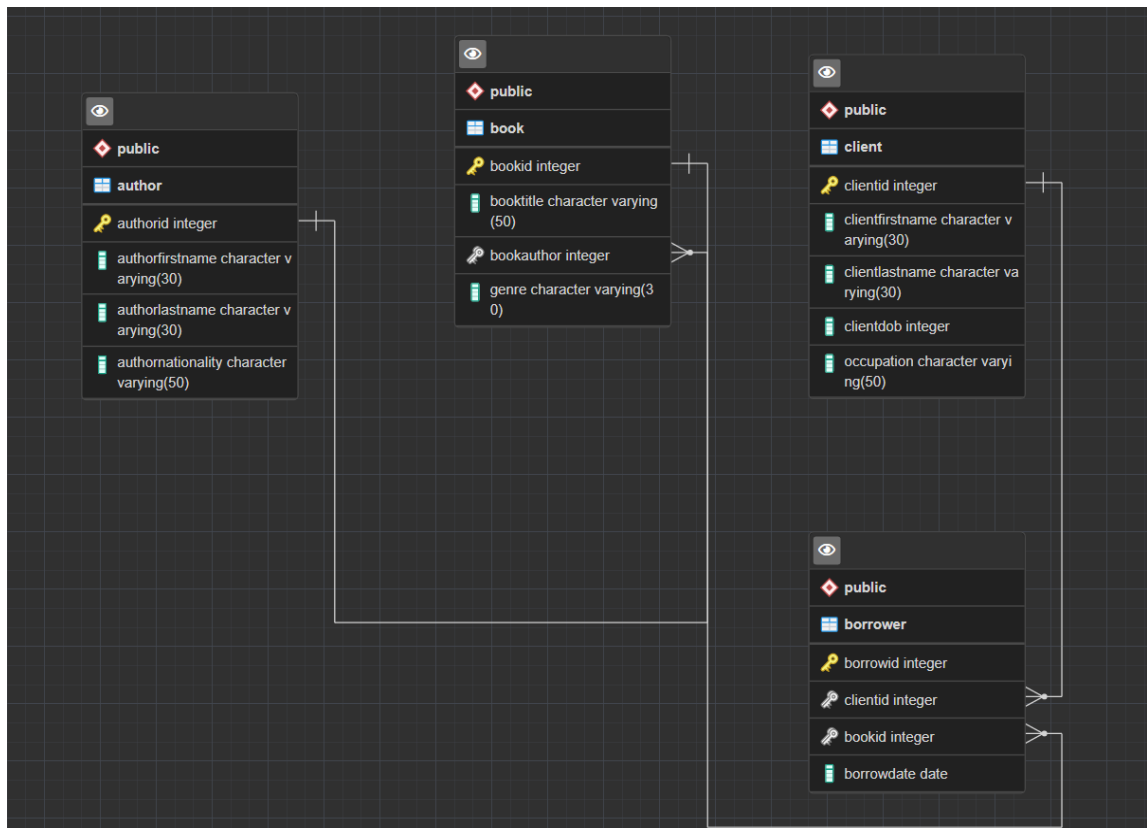 public
author
authorid integer
authorfirstname character v
arying(30)
authorlastname character v
arying(30)
authornationality character
varying(50)
public
book
bookid integer
booktitle character varying
(50)
bookauthor integer
genre character varying(3
0)
public
client
clientid integer
clientfirstname character v
arying(30)
clientlastname character va
rying(30)
clientdob integer
occupation character varyi
ng(50)
public
borrower
borrowid integer
clientid integer
bookid integer
borrowdate date